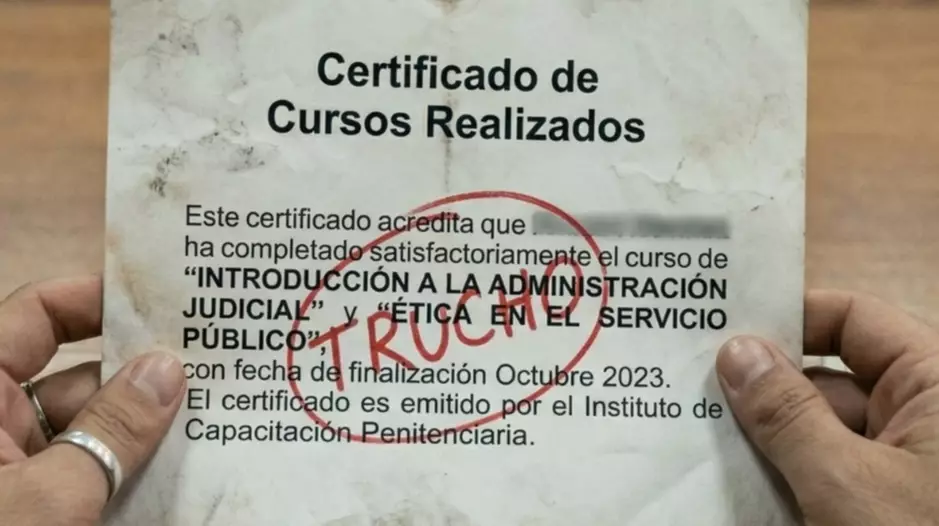 Certificado de
Cursos Realizados
Este certificado acredita que
ha completado satisfactoriamente el curso de
“INTRODUCCIÓN A LA ADMINISTRACIÓN
JUDICIAL” y “ÉTICA EN EL SERVICIO
PÚBLICO”,
con fecha de finalización Octubre 2023.
El certificado es emitido por el Instituto de
Capacitación Penitenciaria.
TRUCHO